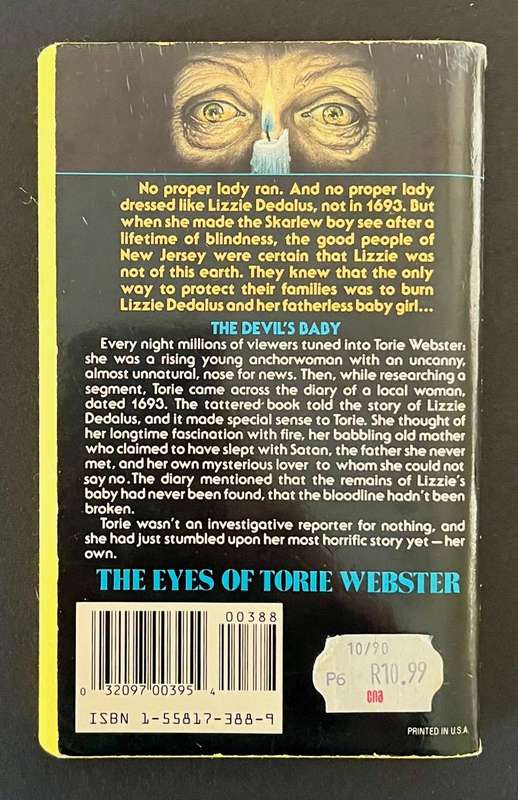 No proper lady ran. And no proper lady
dressed like Lizzie Dedalus, not in 1693. But
when she made the Skarlew boy see after a
lifetime of blindness, the good people of
New Jersey were certain that Lizzie was
not of this earth. They knew that the only
way to protect their families was to burn
Lizzie Dedalus and her fatherless baby girl...
THE DEVIL'S BABY
Every night millions of viewers tuned into Torie Webster:
she was a rising young anchorwoman with an uncanny,
almost unnatural, nose for news. Then, while researching a
segment, Torie came across the diary of a local woman,
dated 1693. The tattered book told the story of Lizzie
Dedalus, and it made special sense to Torie. She thought of
her longtime fascination with fire, her babbling old mother
who claimed to have slept with Satan, the father she never
met, and her own mysterious lover to whom she could not
say no. The diary mentioned that the remains of Lizzie's
baby had never been found, that the bloodline hadn't been
broken.
Torie wasn't an investigative reporter for nothing, and
she had just stumbled upon her most horrific story yet—her
own.
THE EYES OF TORIE WEBSTER
00388
0 32097 00395 4
ISBN 1-55817-388-9
10/90
P6 R10.99
cna
PRINTED IN U.S.A.